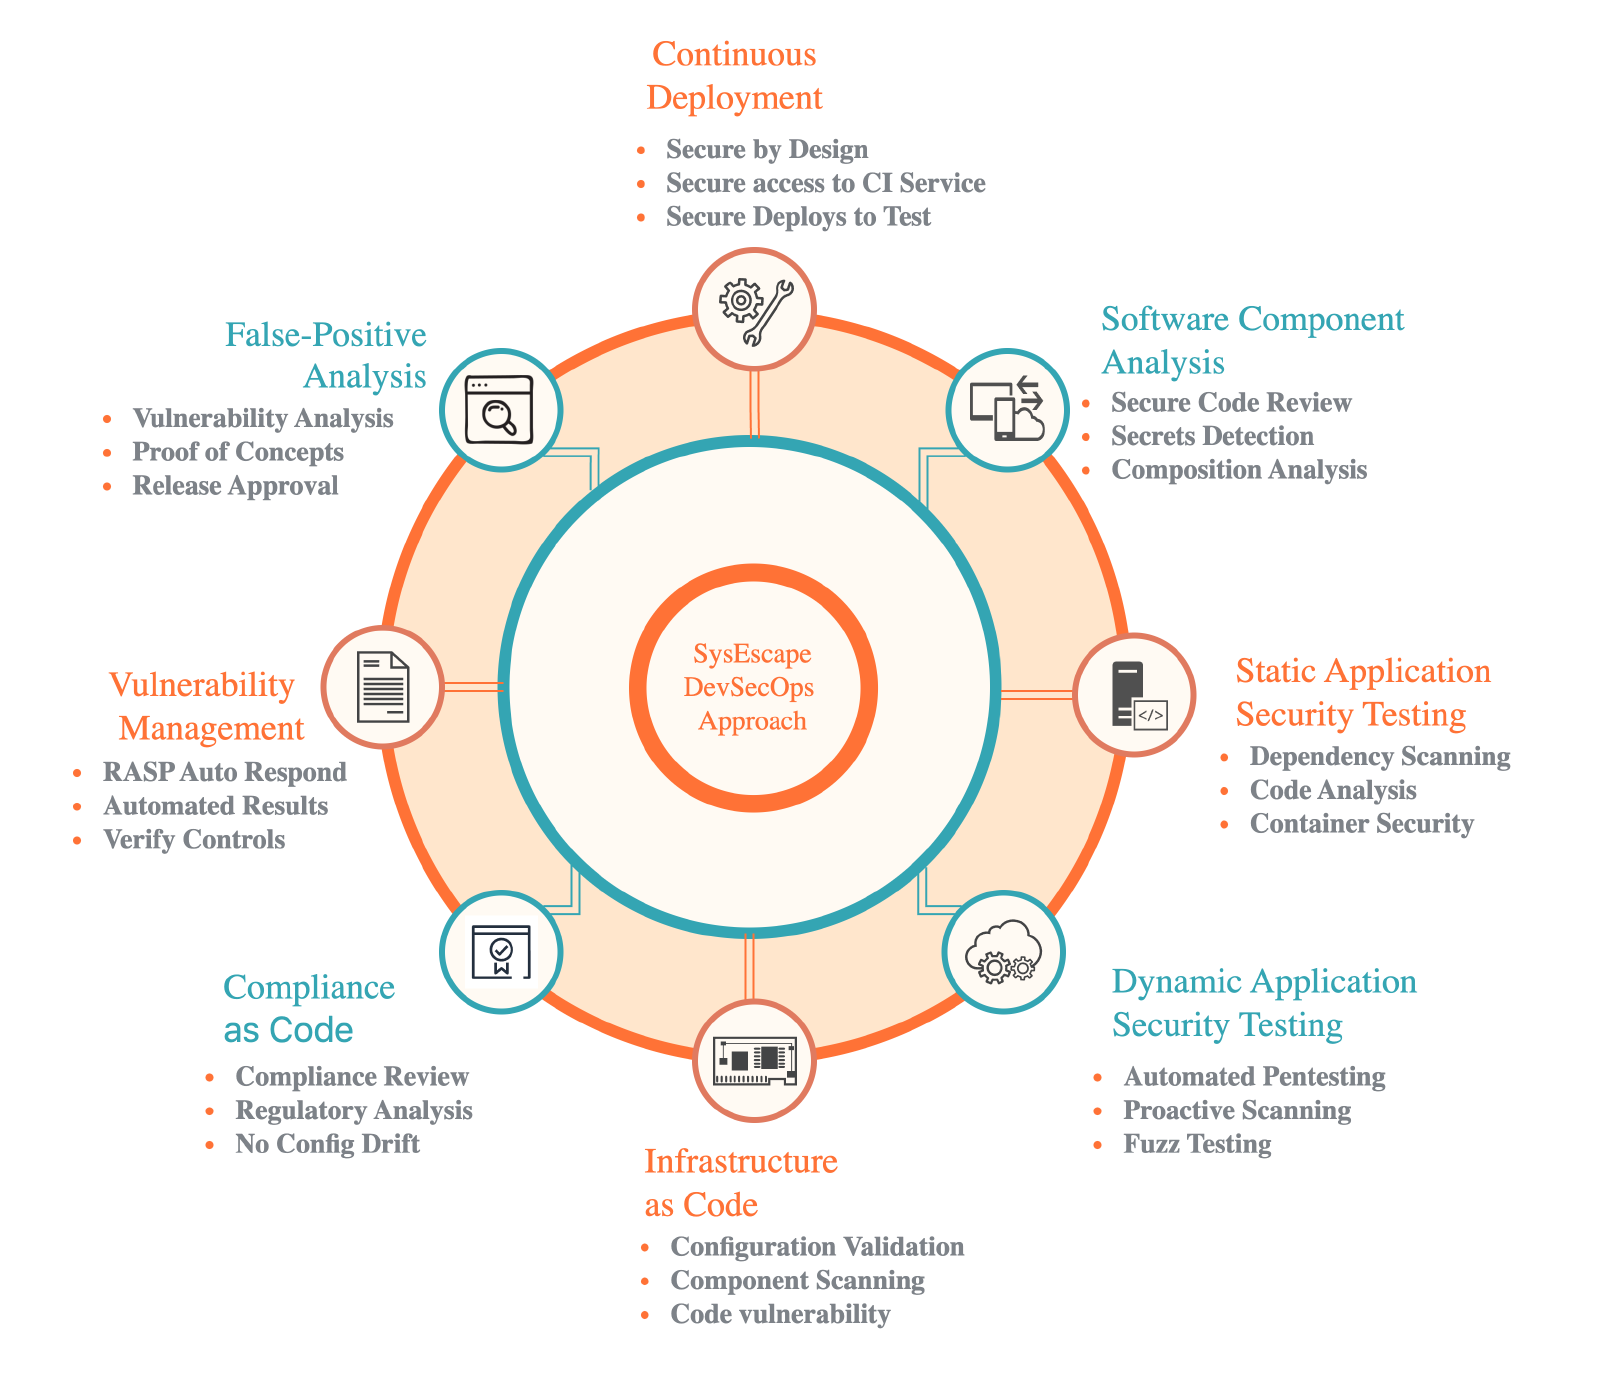 Continuous
Deployment
• Secure by Design
• Secure access to CI Service
• Secure Deploys to Test
Software Component
Analysis
• Secure Code Review
• Secrets Detection
• Composition Analysis
Static Application
Security Testing
• Dependency Scanning
• Code Analysis
• Container Security
</>
Dynamic Application
Security Testing
• Automated Pentesting
• Proactive Scanning
• Fuzz Testing
Infrastructure
as Code
• Configuration Validation
• Component Scanning
• Code vulnerability
Compliance
as Code
• Compliance Review
• Regulatory Analysis
• No Config Drift
Vulnerability
Management
• RASP Auto Respond
• Automated Results
• Verify Controls
False-Positive
Analysis
• Vulnerability Analysis
• Proof of Concepts
• Release Approval
SysEscape
DevSecOps
Approach